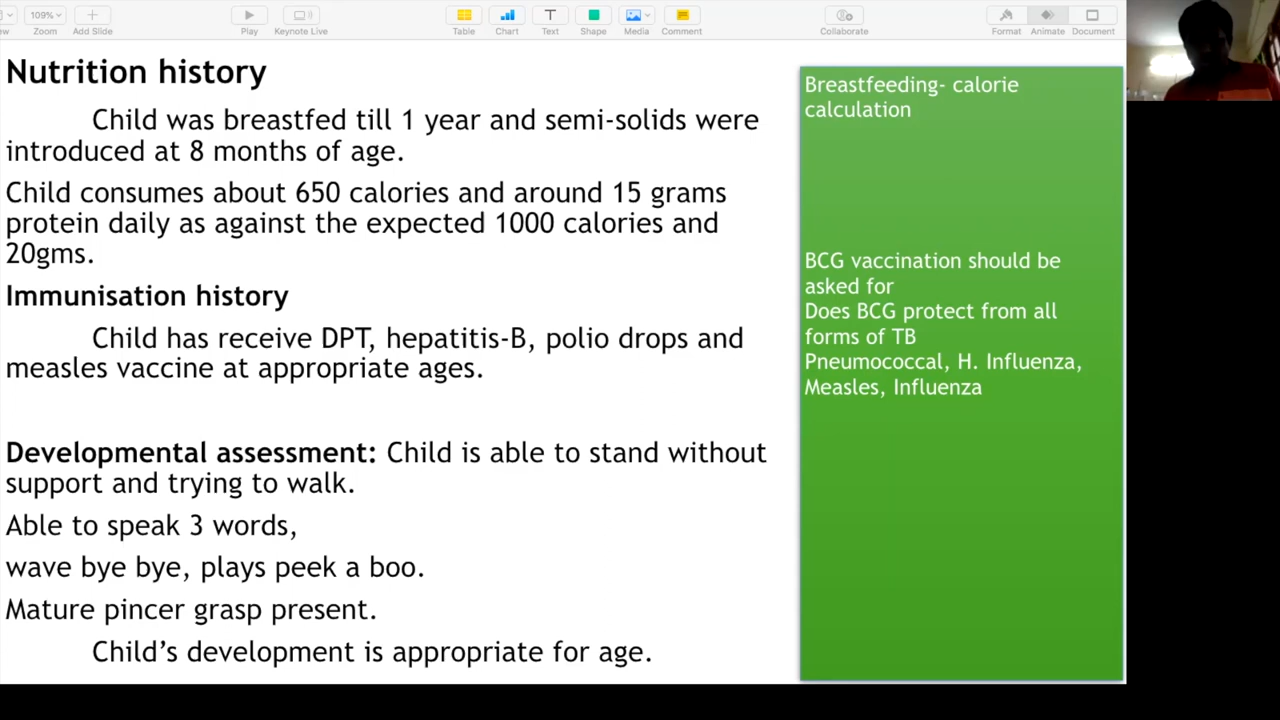 109%
Zoom
Add Slide
Play
Keynote Live
Table
Chart
Text
Shape
Media
Comment
Collaborate
Format
Animate
Document
Nutrition history
Child was breastfed till 1 year and semi-solids were
introduced at 8 months of age.
Child consumes about 650 calories and around 15 grams
protein daily as against the expected 1000 calories and
20gms.
Immunisation history
Child has receive DPT, hepatitis-B, polio drops and
measles vaccine at appropriate ages.
Developmental assessment: Child is able to stand without
support and trying to walk.
Able to speak 3 words,
wave bye bye, plays peek a boo.
Mature pincer grasp present.
Child’s development is appropriate for age.
Breastfeeding- calorie
calculation
BCG vaccination should be
asked for
Does BCG protect from all
forms of TB
Pneumococcal, H. Influenza,
Measles, Influenza